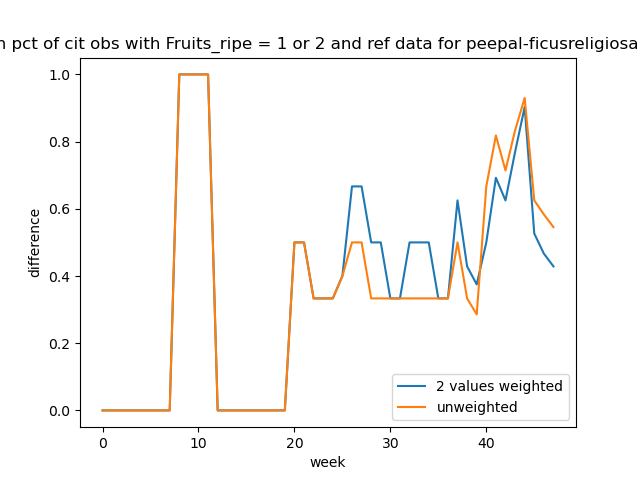 pct of cit obs with Fruits_ripe = 1 or 2 and ref data for peepal-ficusreligiosa
1.0
0.8
0.6
0.4
0.2
0.0
difference
0 10 20 30 40
week
2 values weighted
unweighted